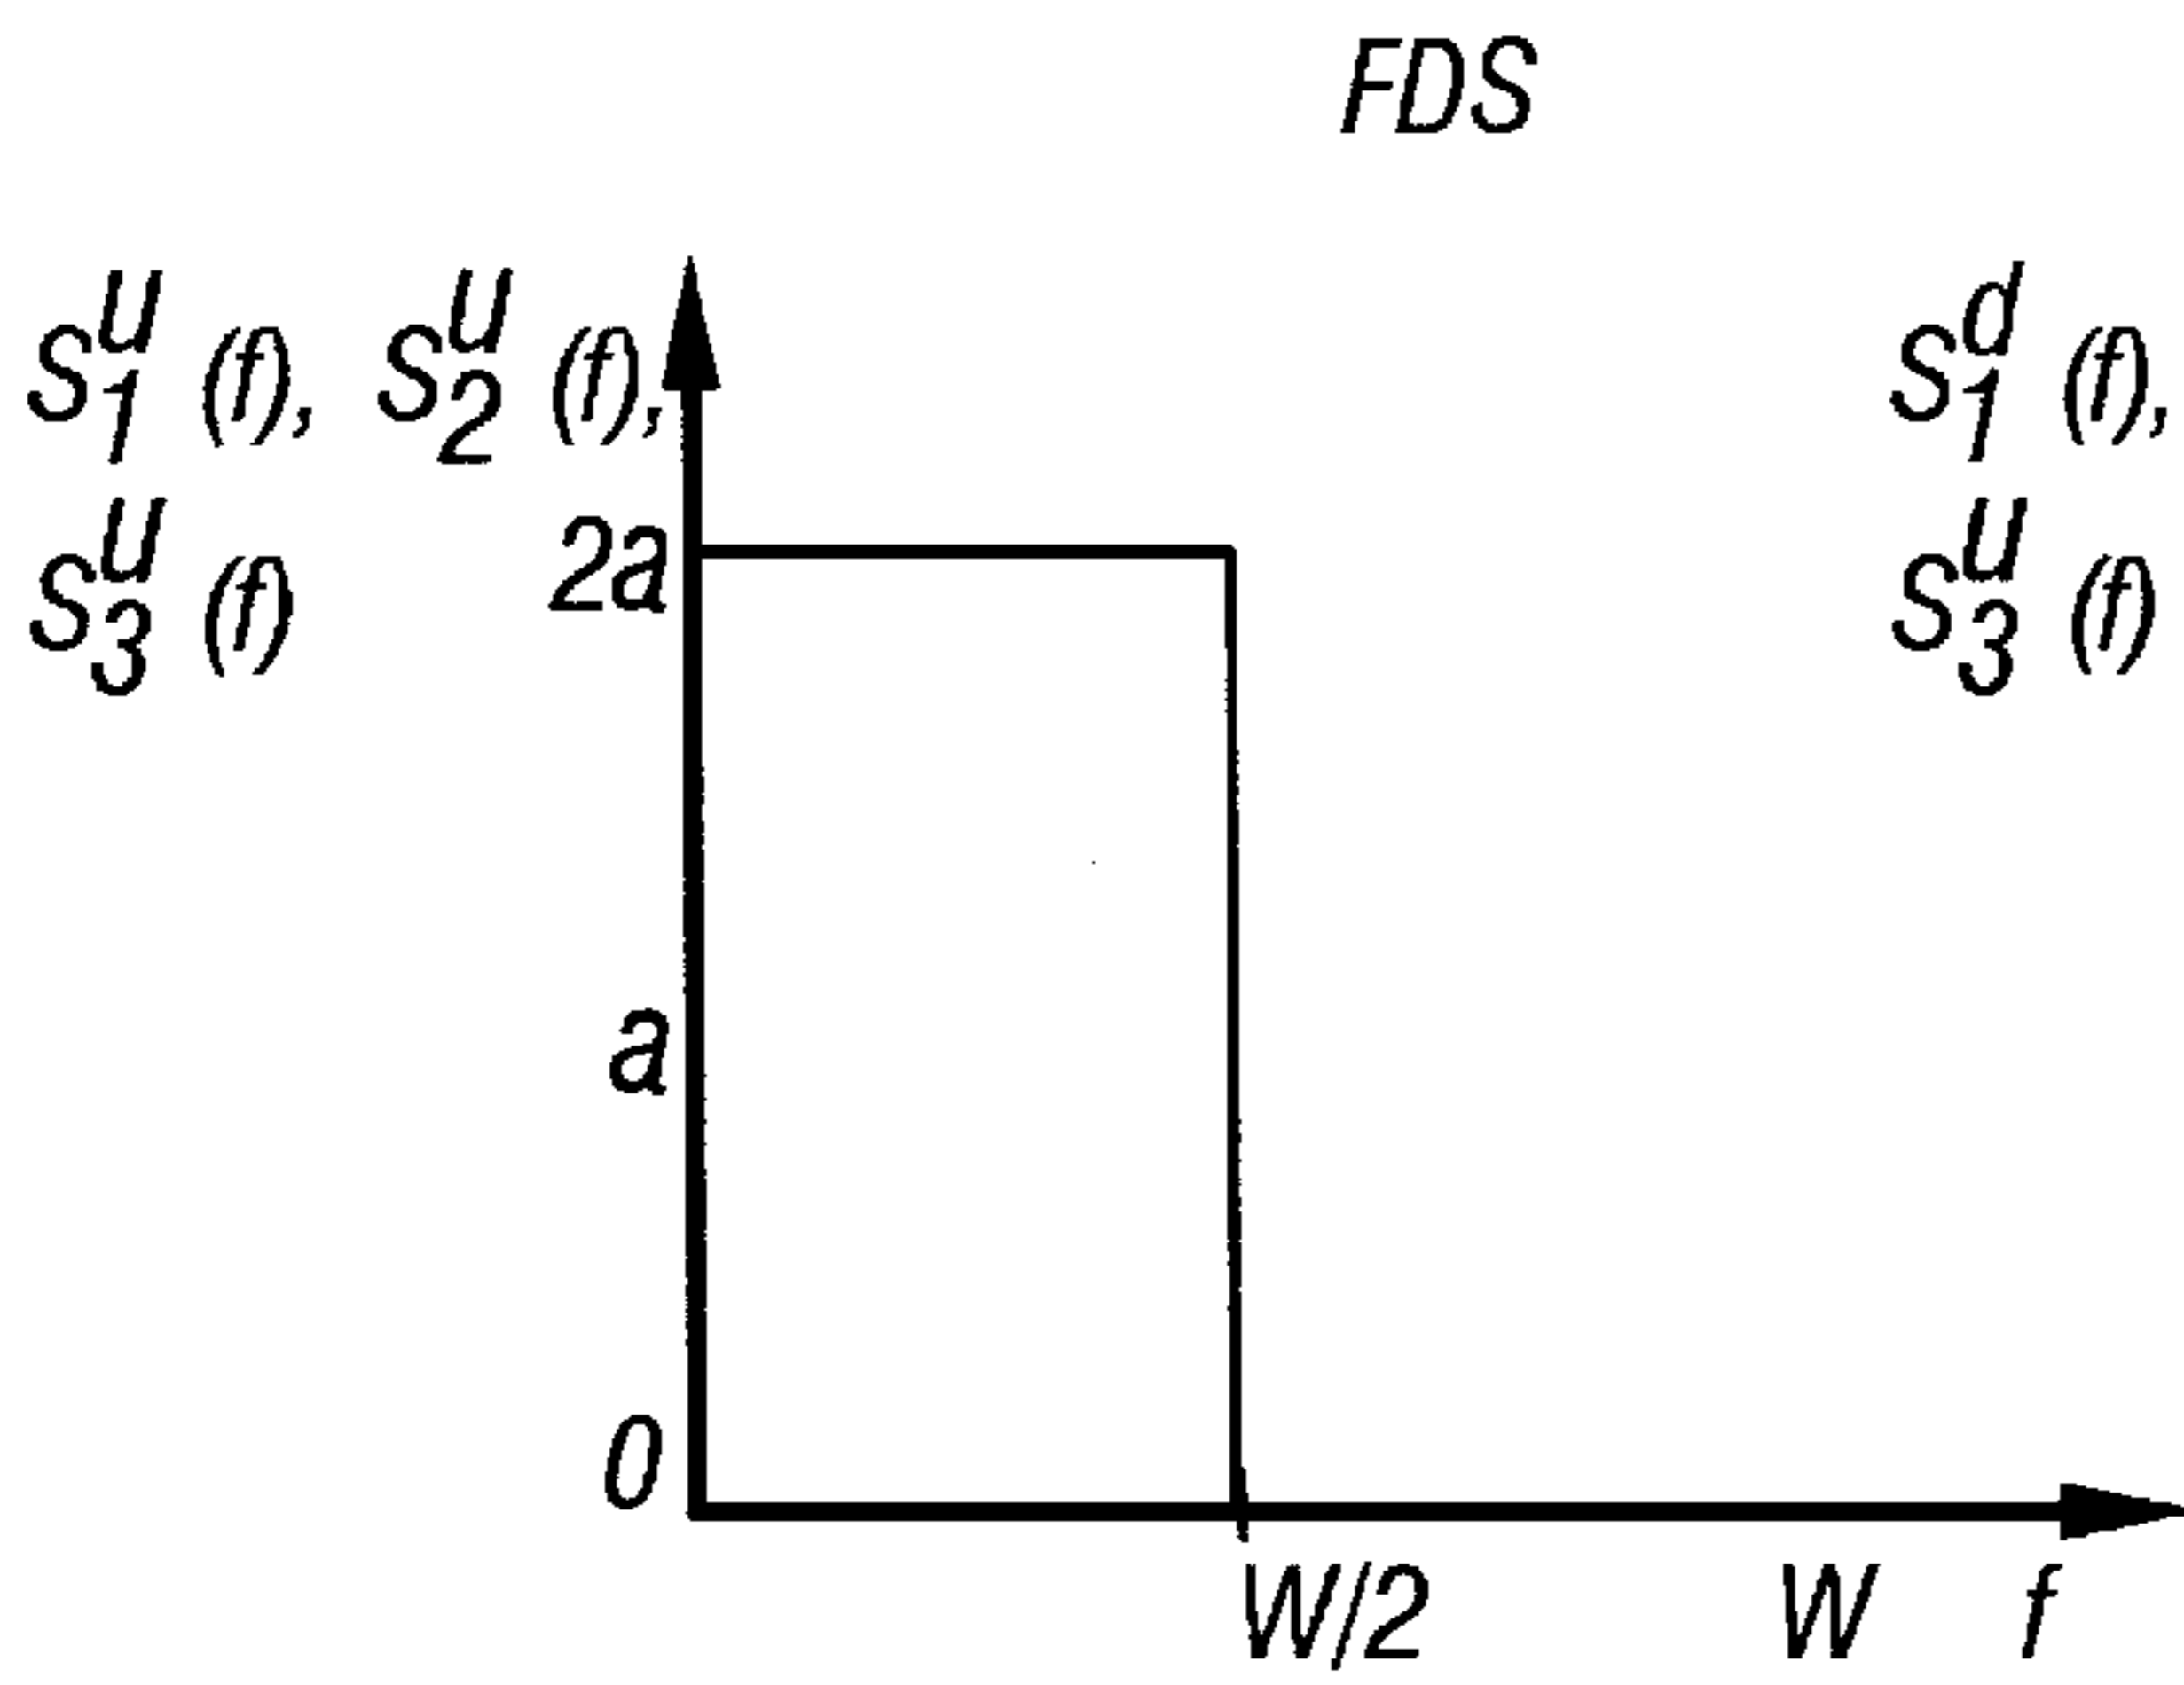 FDS
S₁ᵁ (f), S₂ᵁ (f),
S₃ᵁ (f)
S₁ᵈ (f),
S₃ᵁ (f)
2a
a
0
W/2 W f